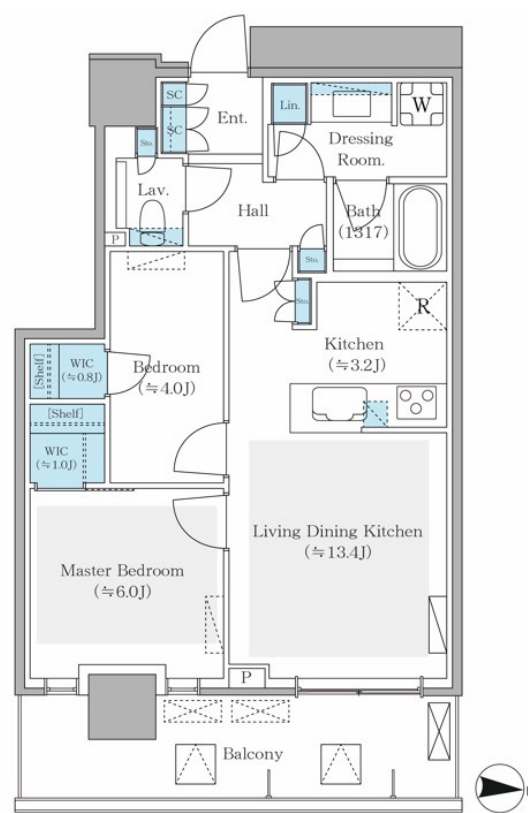 SC
SC
Ent.
Lin.
W
Dressing
Room.
Sto.
Lav.
Hall
Bath
(1317)
P
Sto.
Sto.
R
Kitchen
(≒3.2J)
[Shelf]
WIC
(≒0.8J)
Bedroom
(≒4.0J)
[Shelf]
WIC
(≒1.0J)
Living Dining Kitchen
(≒13.4J)
Master Bedroom
(≒6.0J)
P
Balcony